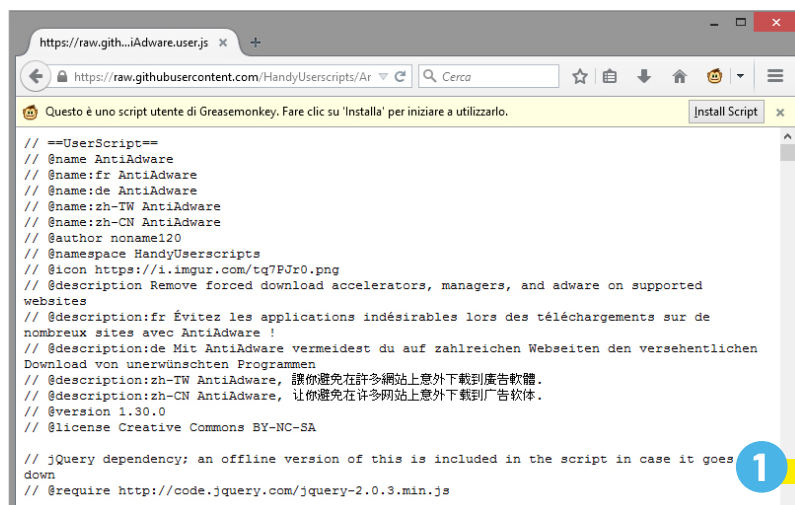 https://raw.gith...iAdware.user.js
https://raw.githubusercontent.com/HandyUserscripts/Ar
Cerca
Questo è uno script utente di Greasemonkey. Fare clic su 'Installa' per iniziare a utilizzarlo.
Install Script
// ==UserScript==
// @name AntiAdware
// @name:fr AntiAdware
// @name:de AntiAdware
// @name:zh-TW AntiAdware
// @name:zh-CN AntiAdware
// @author noname120
// @namespace HandyUserscripts
// @icon https://i.imgur.com/tq7PJr0.png
// @description Remove forced download accelerators, managers, and adware on supported
websites
// @description:fr Évitez les applications indésirables lors des téléchargements sur de
nombreux sites avec AntiAdware !
// @description:de Mit AntiAdware vermeidest du auf zahlreichen Webseiten den versehentlichen
Download von unerwünschten Programmen
// @description:zh-TW AntiAdware, 讓你避免在許多網站上意外下載到廣告軟體.
// @description:zh-CN AntiAdware, 让你避免在许多网站上意外下载到广告软体.
// @version 1.30.0
// @license Creative Commons BY-NC-SA
// jQuery dependency; an offline version of this is included in the script in case it goes
down
// @require http://code.jquery.com/jquery-2.0.3.min.js
1